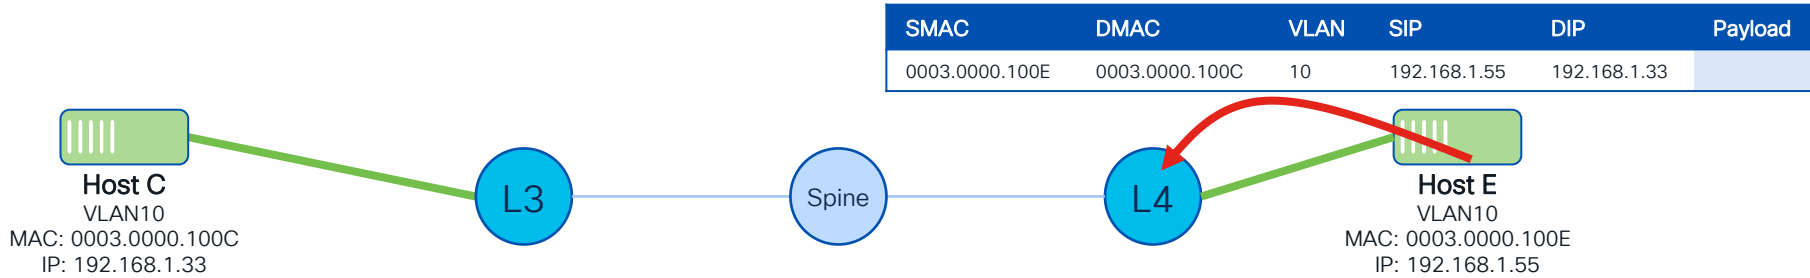 SMAC DMAC VLAN SIP DIP Payload
0003.0000.100E 0003.0000.100C 10 192.168.1.55 192.168.1.33
Host C
VLAN10
MAC: 0003.0000.100C
IP: 192.168.1.33
L3
Spine
L4
Host E
VLAN10
MAC: 0003.0000.100E
IP: 192.168.1.55